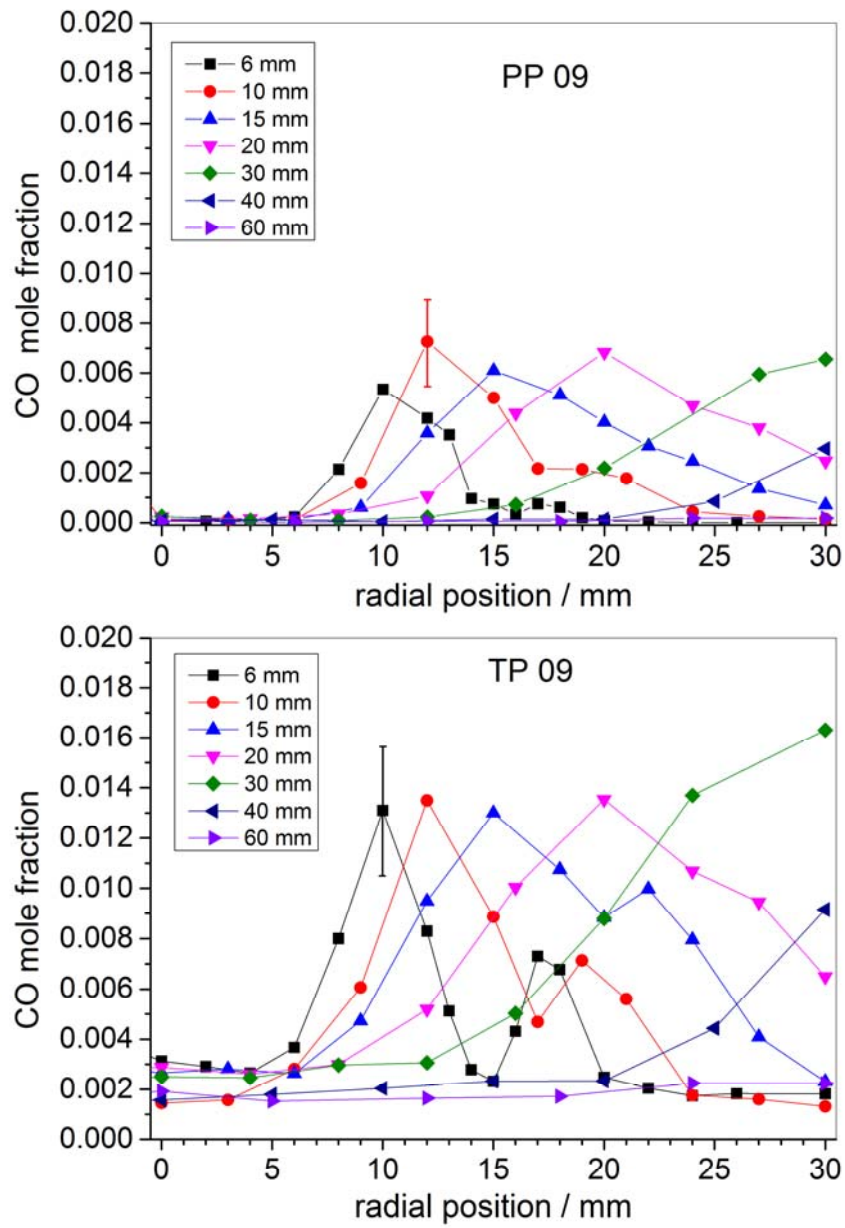 0.020
0.018
0.016
0.014
0.012
0.010
0.008
0.006
0.004
0.002
0.000
CO mole fraction
6 mm
10 mm
15 mm
20 mm
30 mm
40 mm
60 mm
PP 09
0 5 10 15 20 25 30
radial position / mm
0.020
0.018
0.016
0.014
0.012
0.010
0.008
0.006
0.004
0.002
0.000
CO mole fraction
6 mm
10 mm
15 mm
20 mm
30 mm
40 mm
60 mm
TP 09
0 5 10 15 20 25 30
radial position / mm